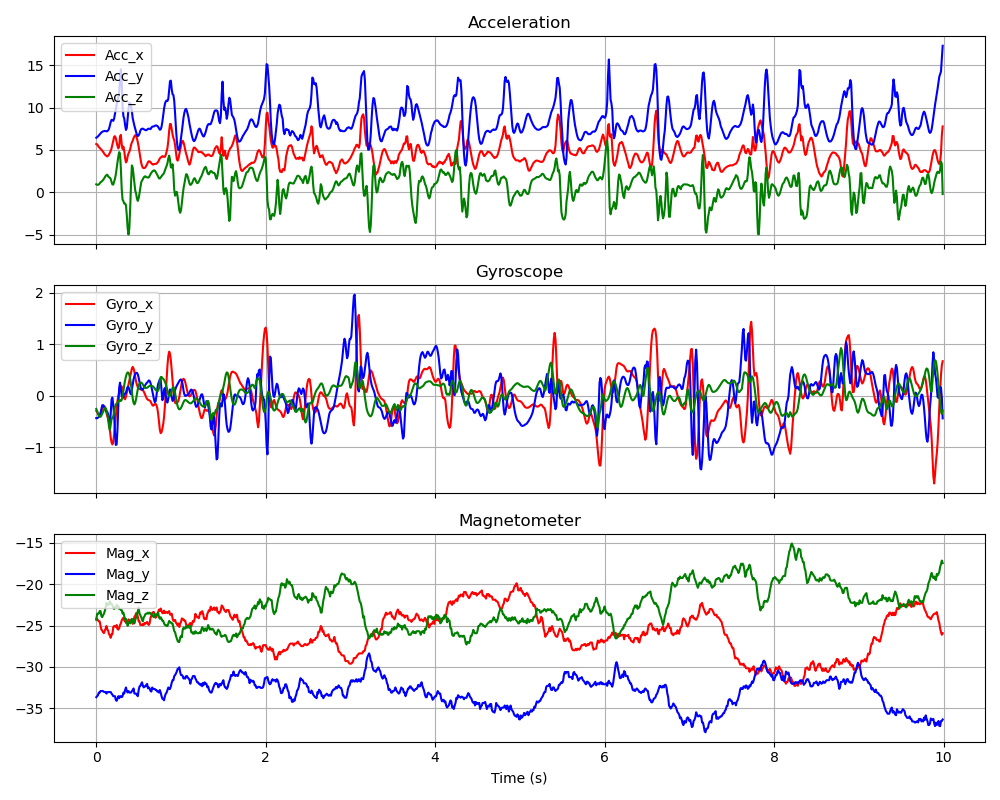 Acceleration
Acc_x
Acc_y
Acc_z
15
10
5
0
−5
Gyroscope
Gyro_x
Gyro_y
Gyro_z
2
1
0
−1
Magnetometer
Mag_x
Mag_y
Mag_z
−15
−20
−25
−30
−35
0 2 4 6 8 10
Time (s)